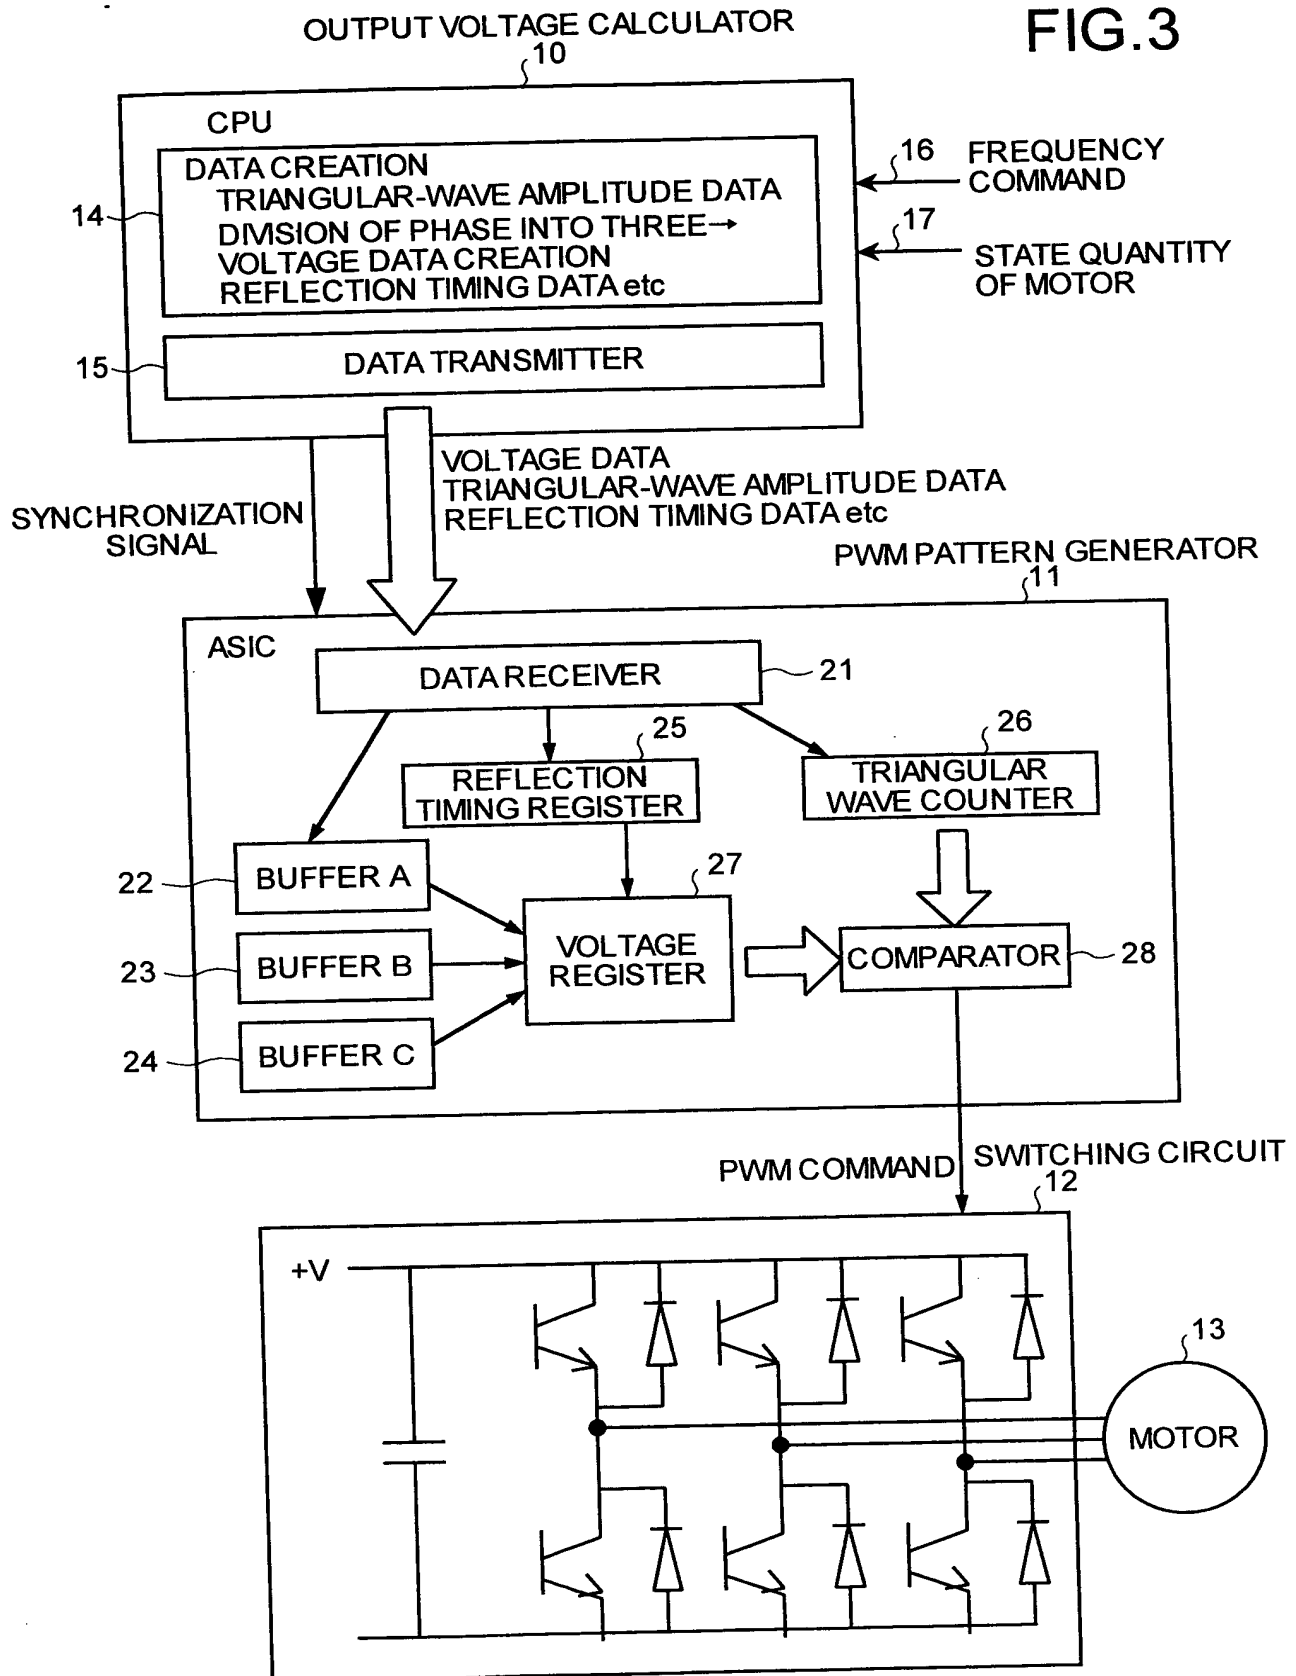 FIG.3
OUTPUT VOLTAGE CALCULATOR
10
CPU
DATA CREATION
TRIANGULAR-WAVE AMPLITUDE DATA
DIVISION OF PHASE INTO THREE→
VOLTAGE DATA CREATION
REFLECTION TIMING DATA etc
14
16
FREQUENCY
COMMAND
17
STATE QUANTITY
OF MOTOR
15
DATA TRANSMITTER
VOLTAGE DATA
TRIANGULAR-WAVE AMPLITUDE DATA
REFLECTION TIMING DATA etc
SYNCHRONIZATION
SIGNAL
PWM PATTERN GENERATOR
11
ASIC
DATA RECEIVER
21
25
REFLECTION
TIMING REGISTER
26
TRIANGULAR
WAVE COUNTER
22
BUFFER A
23
BUFFER B
24
BUFFER C
27
VOLTAGE
REGISTER
COMPARATOR
28
PWM COMMAND
SWITCHING CIRCUIT
12
+V
13
MOTOR